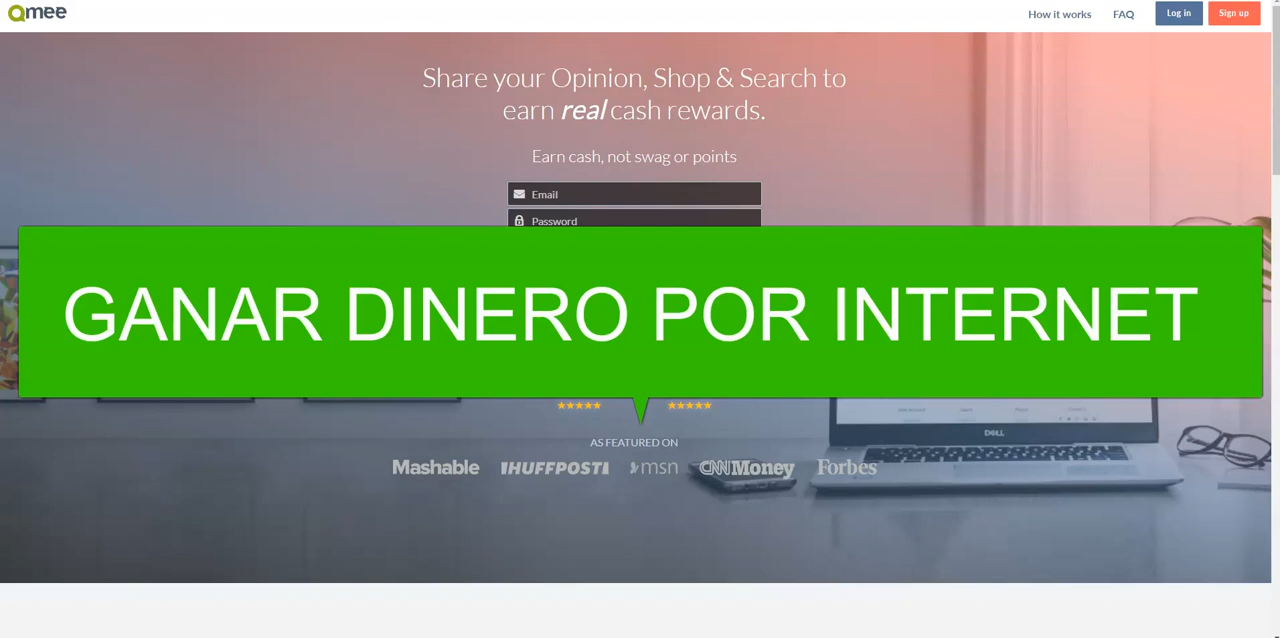 Qmee
How it works
FAQ
Log in
Sign up
Share your Opinion, Shop & Search to
earn real cash rewards.
Earn cash, not swag or points
Email
Password
GANAR DINERO POR INTERNET
DELL
AS FEATURED ON
Mashable
HUFFPOST
msn
CNNMoney
Forbes